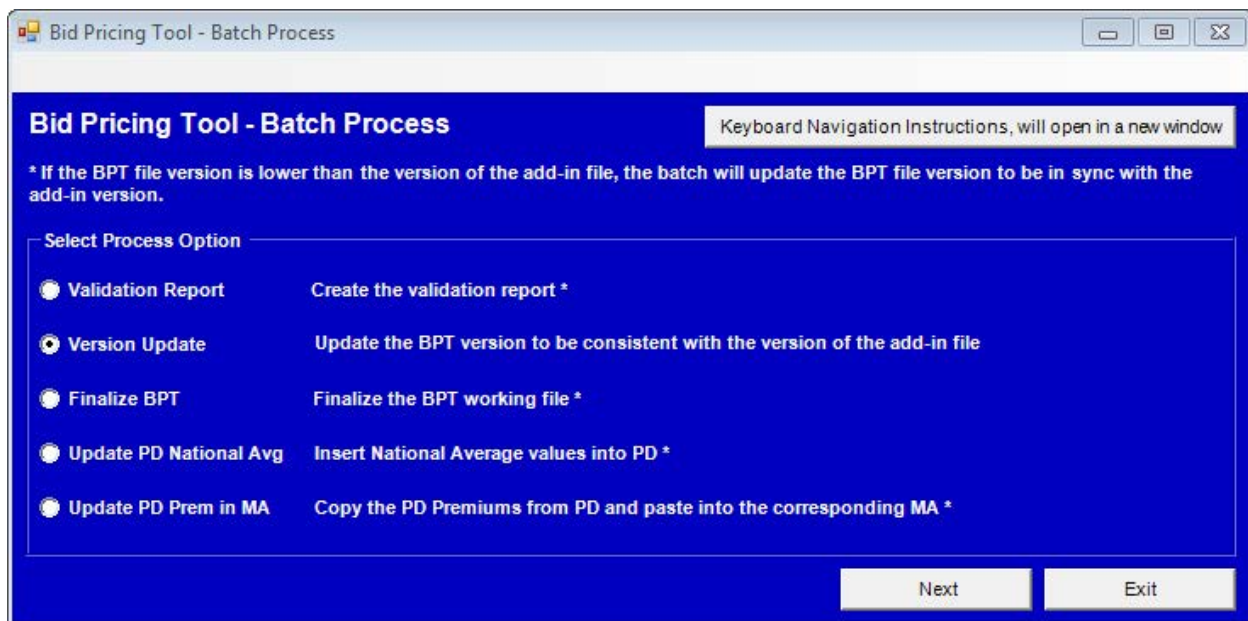 Bid Pricing Tool - Batch Process
Bid Pricing Tool - Batch Process
Keyboard Navigation Instructions, will open in a new window
* If the BPT file version is lower than the version of the add-in file, the batch will update the BPT file version to be in sync with the
add-in version.
Select Process Option
Validation Report Create the validation report *
Version Update Update the BPT version to be consistent with the version of the add-in file
Finalize BPT Finalize the BPT working file *
Update PD National Avg Insert National Average values into PD *
Update PD Prem in MA Copy the PD Premiums from PD and paste into the corresponding MA *
Next Exit